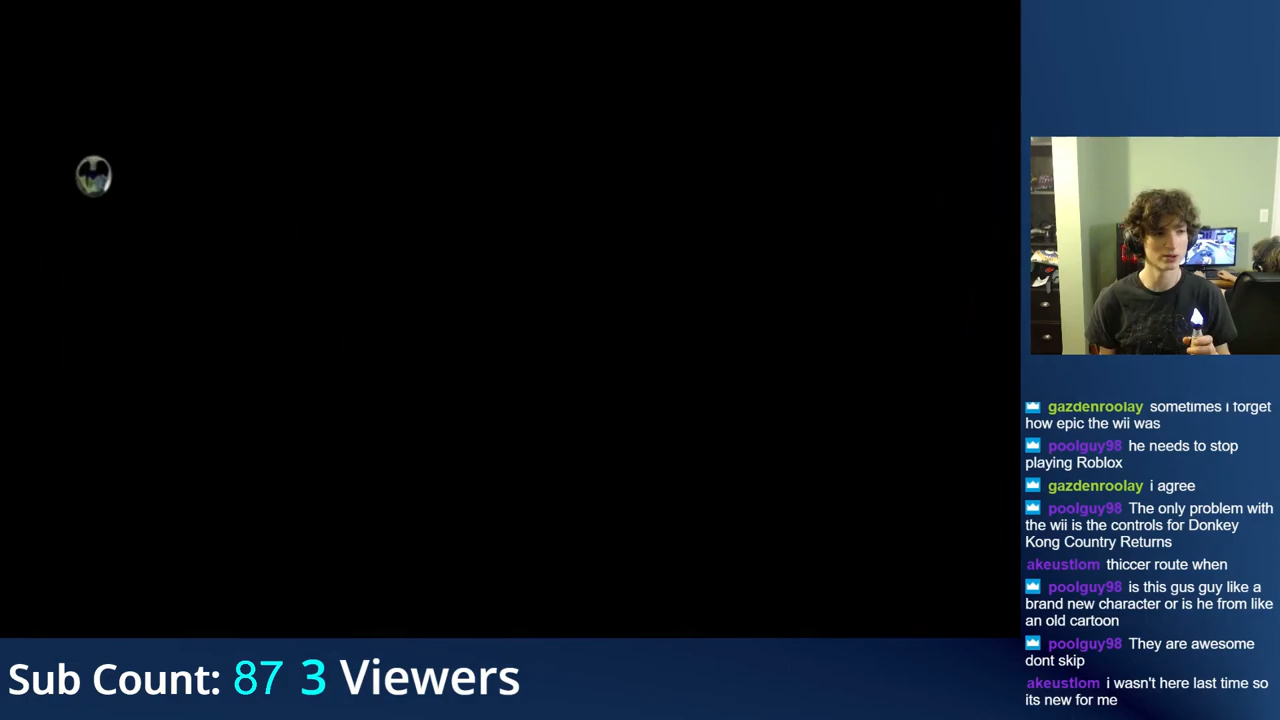 gazdenroolay sometimes i forget
how epic the wii was
poolguy98 he needs to stop
playing Roblox
gazdenroolay i agree
poolguy98 The only problem with
the wii is the controls for Donkey
Kong Country Returns
akeustlom thiccer route when
poolguy98 is this gus guy like a
brand new character or is he from like
an old cartoon
poolguy98 They are awesome
dont skip
akeustlom i wasn't here last time so
its new for me
Sub Count: 87 3 Viewers